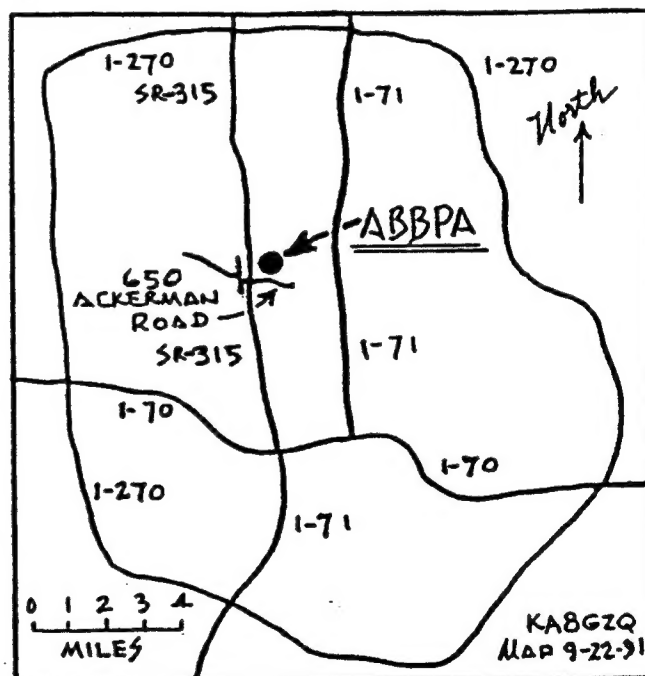 I-270
SR-315
I-71
I-270
North
ABBPA
650
ACKERMAN
ROAD
SR-315
I-71
I-70
I-70
I-270
I-71
0 1 2 3 4
MILES
KA8GZQ
MAP 9-22-91